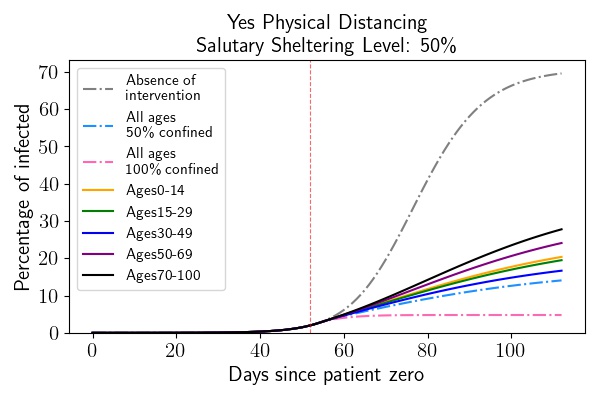 Yes Physical Distancing
Salutary Sheltering Level: 50%
Percentage of infected
70
60
50
40
30
20
10
0
Absence of
intervention
All ages
50% confined
All ages
100% confined
Ages0-14
Ages15-29
Ages30-49
Ages50-69
Ages70-100
0 20 40 60 80 100
Days since patient zero